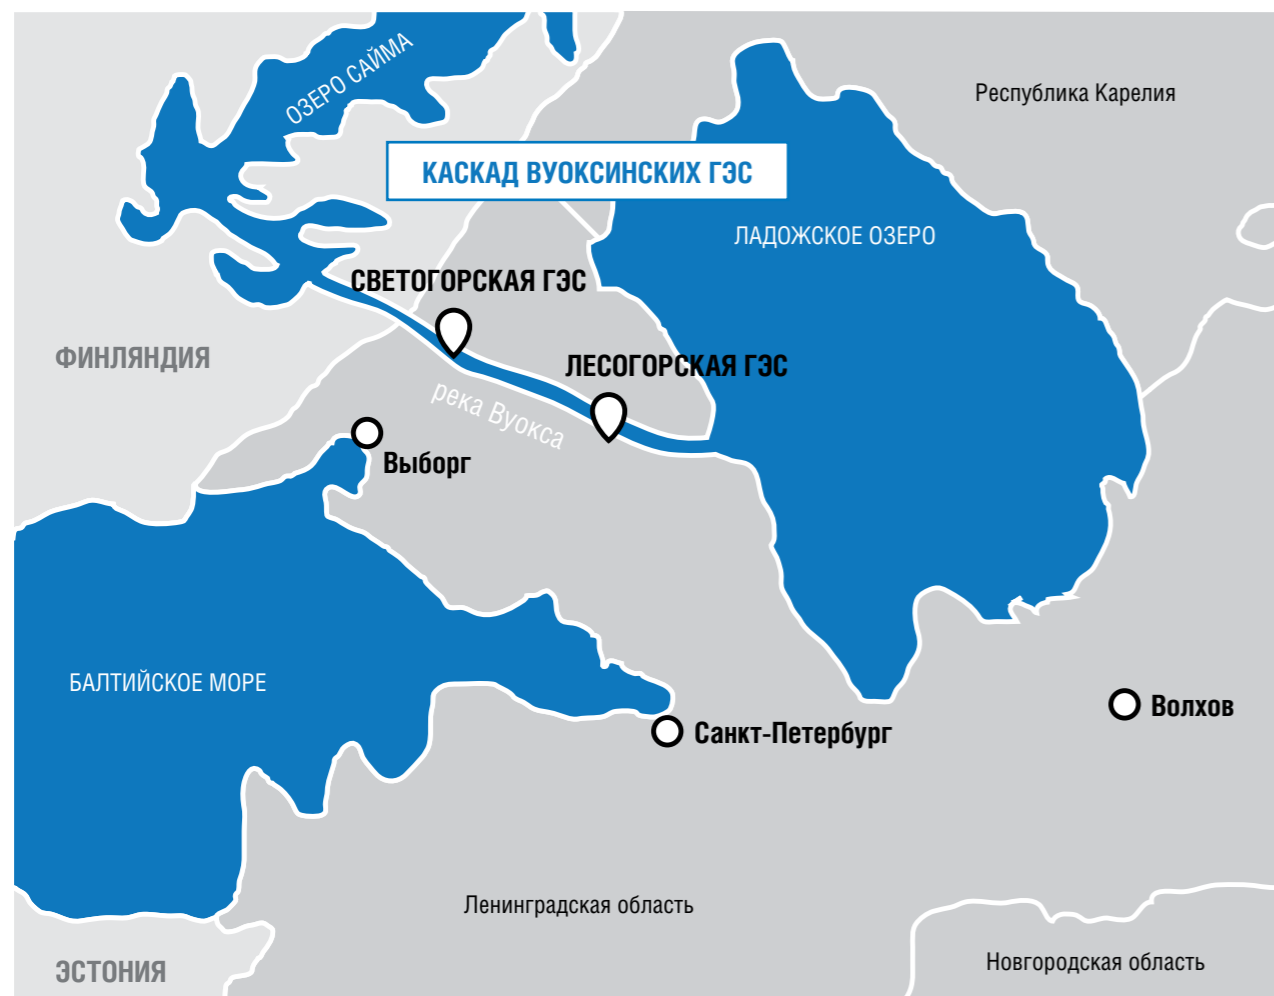 ОЗЕРО САЙМА
Республика Карелия
КАСКАД ВУОКСИНСКИХ ГЭС
ЛАДОЖСКОЕ ОЗЕРО
СВЕТОГОРСКАЯ ГЭС
ФИНЛЯНДИЯ
ЛЕСОГОРСКАЯ ГЭС
река Вуокса
Выборг
БАЛТИЙСКОЕ МОРЕ
Волхов
Санкт-Петербург
Ленинградская область
Новгородская область
ЭСТОНИЯ